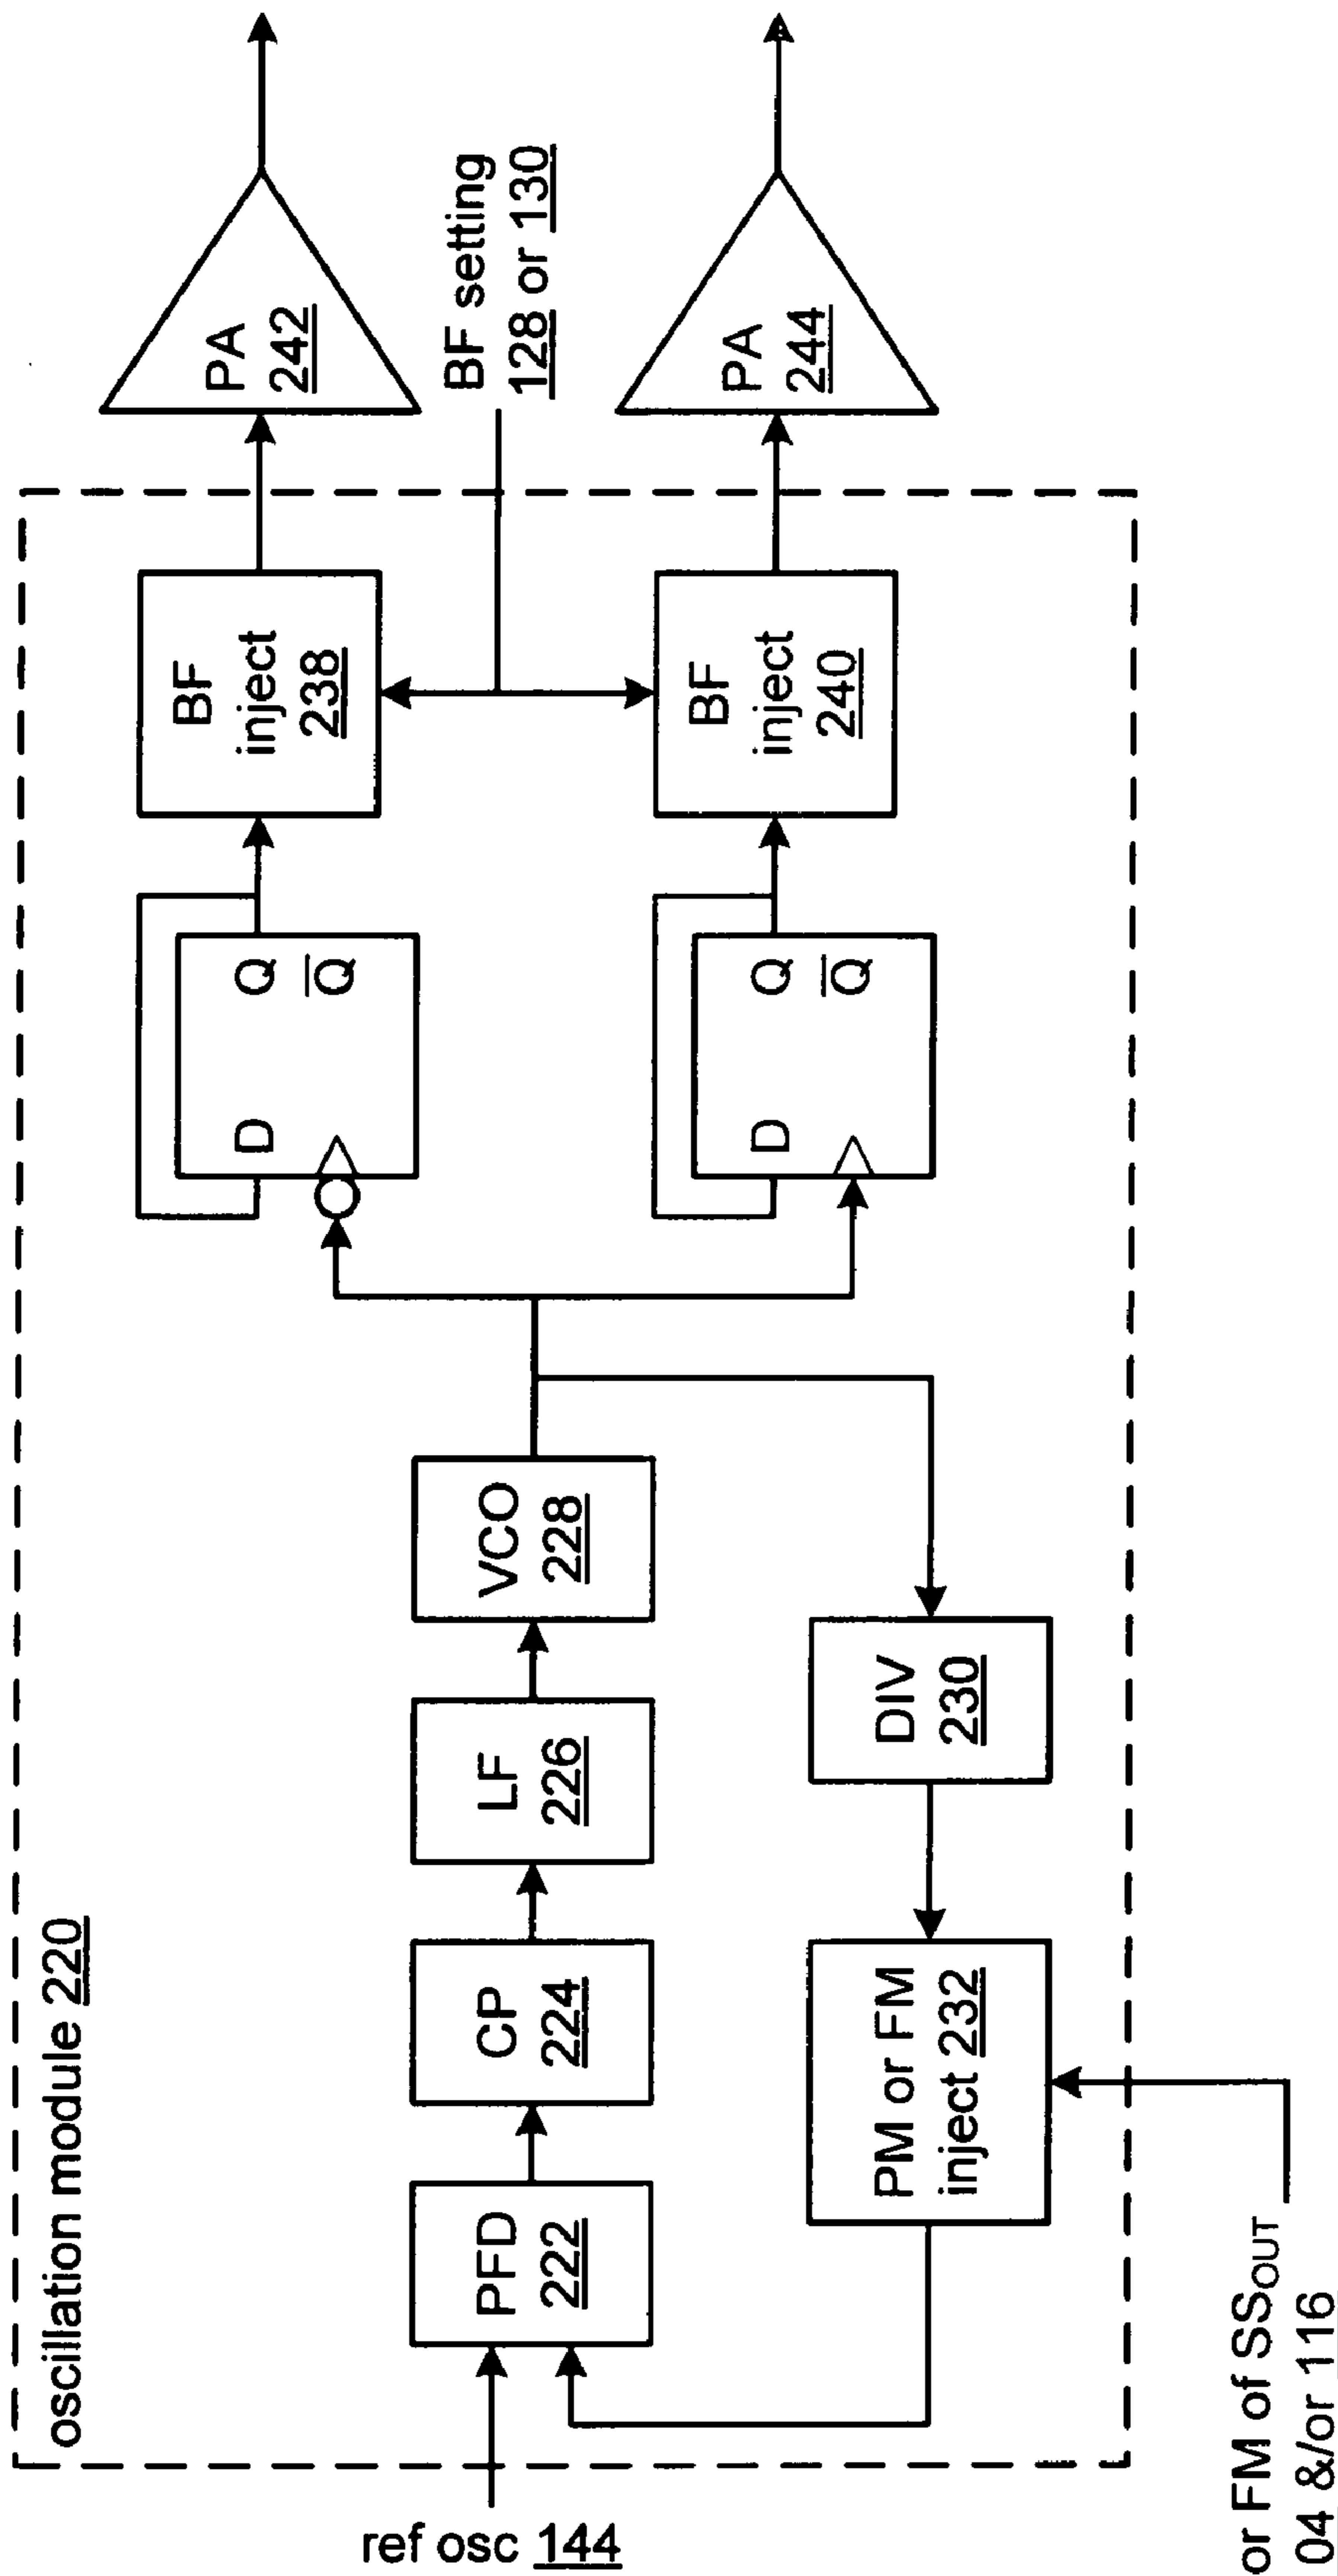 oscillation module 220
ref osc 144
PFD
222
CP
224
LF
226
VCO
228
DIV
230
PM or FM
inject 232
or FM of SSOUT
04 &/or 116
D
Q
Q
D
Q
Q
BF
inject
238
BF
inject
240
BF setting
128 or 130
PA
242
PA
244